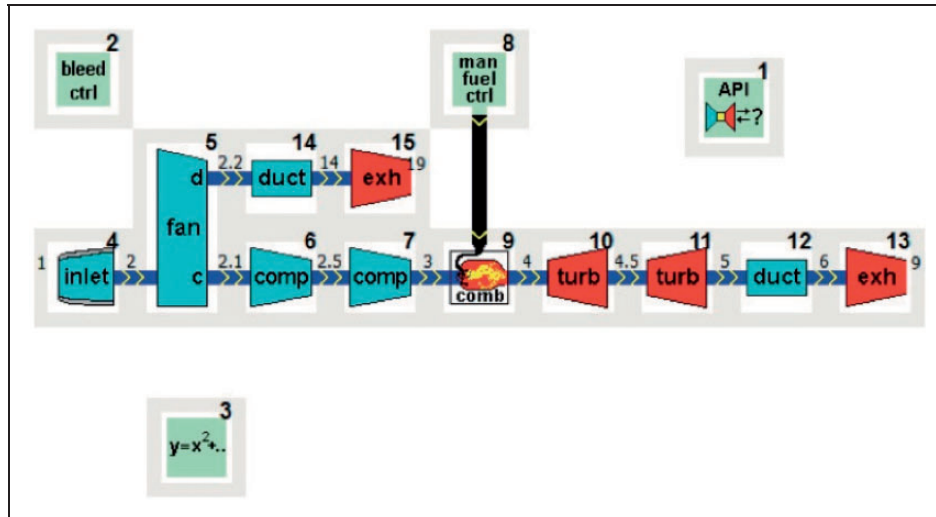 2
bleed
ctrl
8
man
fuel
ctrl
1
API
?
5
14
15
d
2.2
duct
14
exh
19
fan
4
6
7
9
10
11
12
13
1
inlet
2
c
2.1
comp
2.5
comp
3
comb
4
turb
4.5
turb
5
duct
6
exh
9
3
y=x²+..